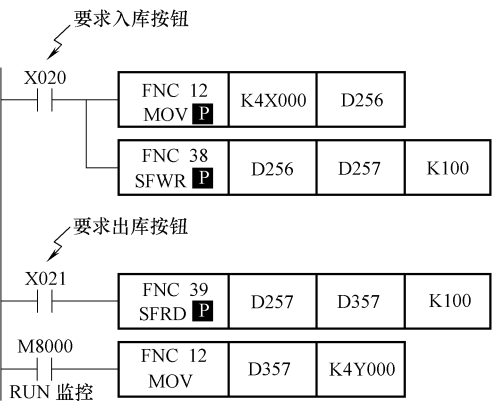 要求入库按钮
X020
FNC 12 MOV P K4X000 D256
FNC 38 SFWR P D256 D257 K100
要求出库按钮
X021
FNC 39 SFRD P D257 D357 K100
M8000
FNC 12 MOV D357 K4Y000
RUN 监控